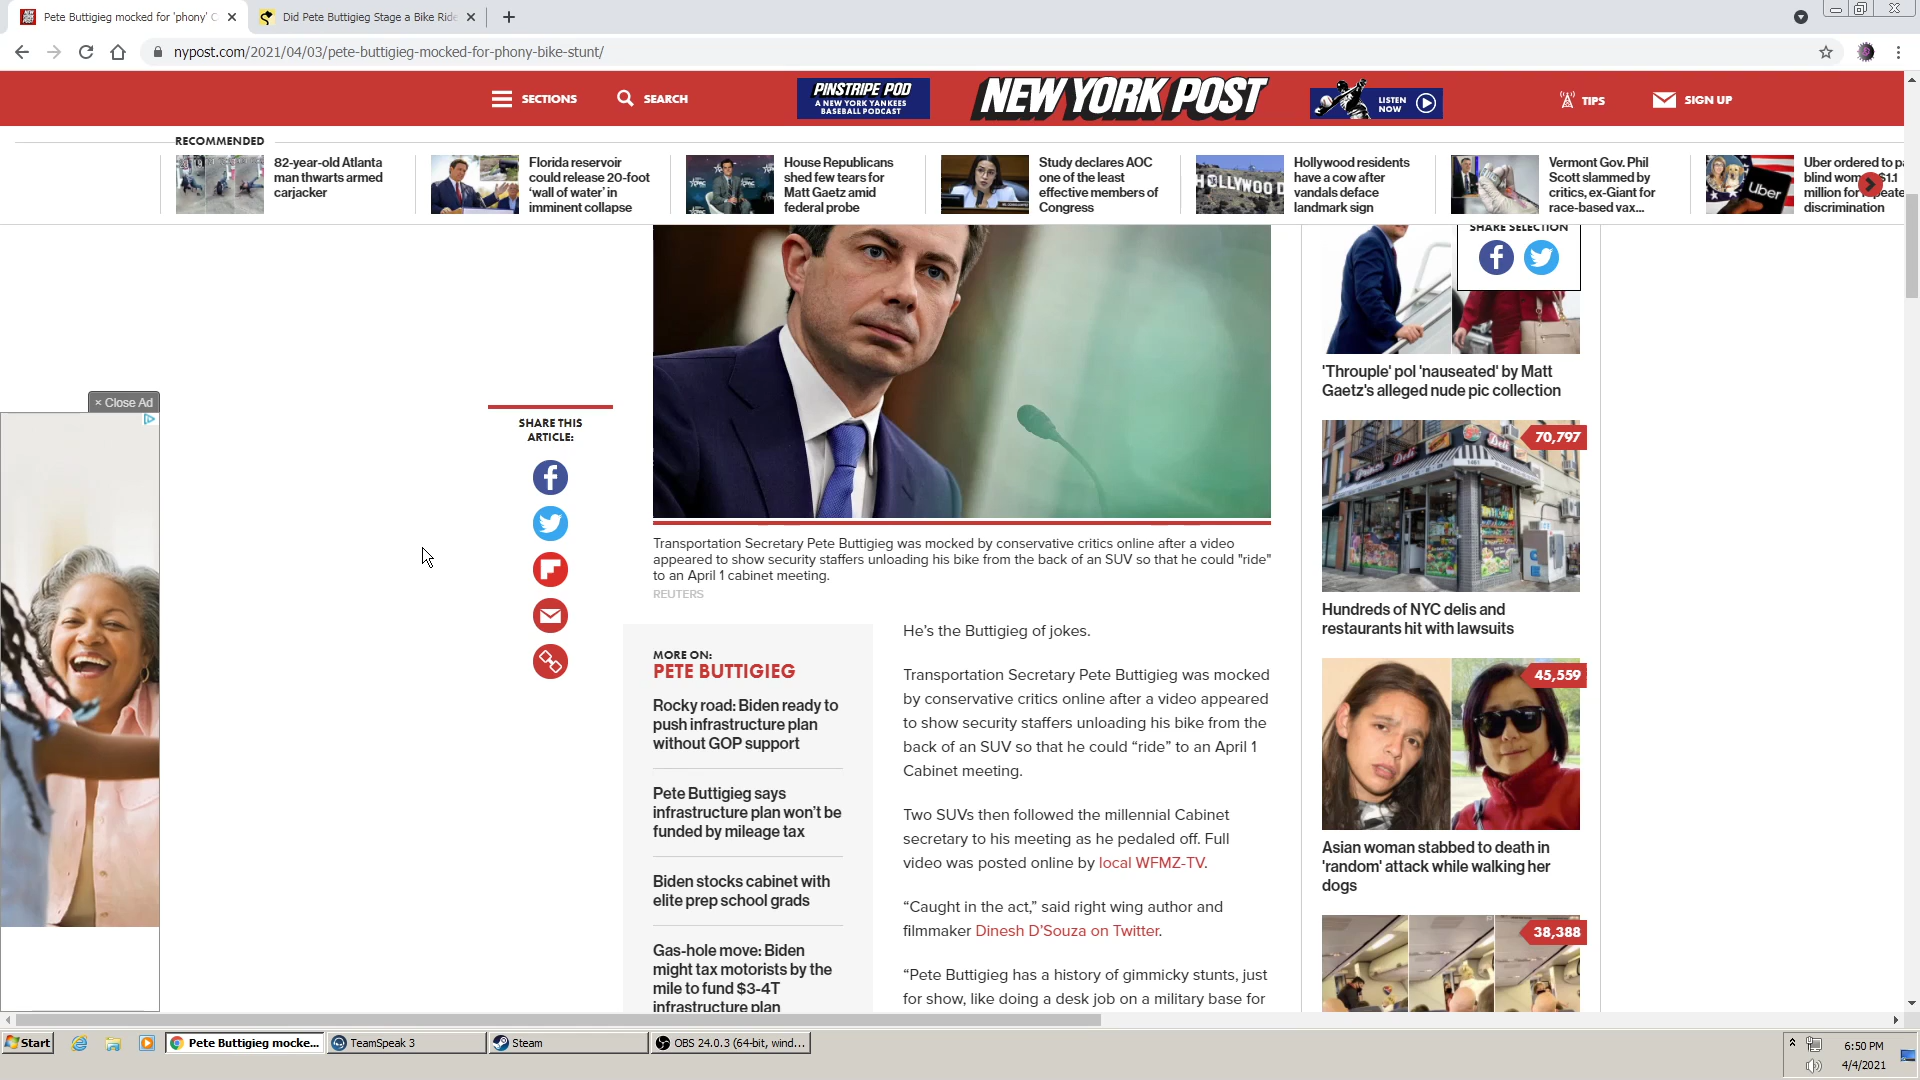 Pete Buttigieg mocked for 'phony'
Did Pete Buttigieg Stage a Bike Ride
nypost.com/2021/04/03/pete-buttigieg-mocked-for-phony-bike-stunt/
SECTIONS
SEARCH
PINSTRIPE POD
A NEW YORK YANKEES
BASEBALL PODCAST
NEW YORK POST
LISTEN
NOW
TIPS
SIGN UP
RECOMMENDED
82-year-old Atlanta
man thwarts armed
carjacker
Florida reservoir
could release 20-foot
‘wall of water’ in
imminent collapse
House Republicans
shed few tears for
Matt Gaetz amid
federal probe
Study declares AOC
one of the least
effective members of
Congress
HOLLYWOOD
Hollywood residents
have a cow after
vandals deface
landmark sign
Vermont Gov. Phil
Scott slammed by
critics, ex-Giant for
race-based vax...
Uber
Uber ordered to pa
blind $1.1
million for
discrimination
SHARE SELECTION
× Close Ad
SHARE THIS
ARTICLE:
Transportation Secretary Pete Buttigieg was mocked by conservative critics online after a video
appeared to show security staffers unloading his bike from the back of an SUV so that he could "ride"
to an April 1 cabinet meeting.
REUTERS
MORE ON:
PETE BUTTIGIEG
Rocky road: Biden ready to
push infrastructure plan
without GOP support
Pete Buttigieg says
infrastructure plan won’t be
funded by mileage tax
Biden stocks cabinet with
elite prep school grads
Gas-hole move: Biden
might tax motorists by the
mile to fund $3-4T
infrastructure plan
He’s the Buttigieg of jokes.
Transportation Secretary Pete Buttigieg was mocked
by conservative critics online after a video appeared
to show security staffers unloading his bike from the
back of an SUV so that he could “ride” to an April 1
Cabinet meeting.
Two SUVs then followed the millennial Cabinet
secretary to his meeting as he pedaled off. Full
video was posted online by local WFMZ-TV.
“Caught in the act,” said right wing author and
filmmaker Dinesh D’Souza on Twitter.
“Pete Buttigieg has a history of gimmicky stunts, just
for show, like doing a desk job on a military base for
'Throuple' pol 'nauseated' by Matt
Gaetz's alleged nude pic collection
70,797
Deli
Hundreds of NYC delis and
restaurants hit with lawsuits
45,559
Asian woman stabbed to death in
'random' attack while walking her
dogs
38,388
Start
Pete Buttigieg mocke...
TeamSpeak 3
Steam
OBS 24.0.3 (64-bit, wind...
6:50 PM
4/4/2021